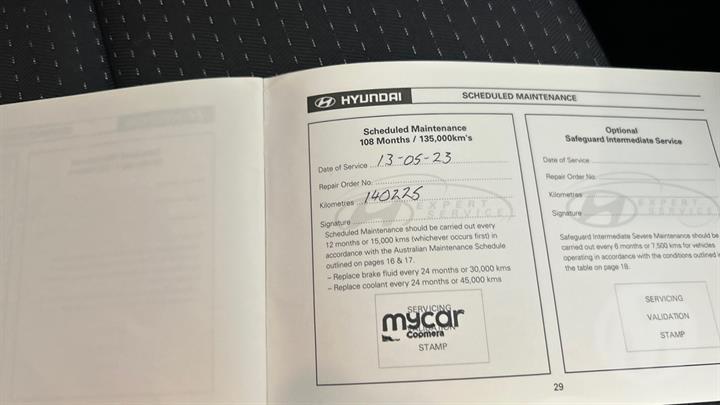 HYUNDAI SCHEDULED MAINTENANCE
Scheduled Maintenance
108 Months / 135,000km's
Date of Service 13-05-23
Repair Order No.
Kilometres 140225
EXPERT
SERVICE
Signature
Scheduled Maintenance should be carried out every
12 months or 15,000 kms (whichever occurs first) in
accordance with the Australian Maintenance Schedule
outlined on pages 16 & 17.
– Replace brake fluid every 24 months or 30,000 kms
– Replace coolant every 24 months or 45,000 kms
SERVICING
mycar
Coomera
STAMP
Optional
Safeguard Intermediate Service
Date of Service
Repair Order No.
Kilometres
EXPERT
SERVICE
Signature
Safeguard Intermediate Severe Maintenance should be
carried out every 6 months or 7,500 kms for vehicles
operating in accordance with the conditions outlined in
the table on page 18.
SERVICING
VALIDATION
STAMP
29